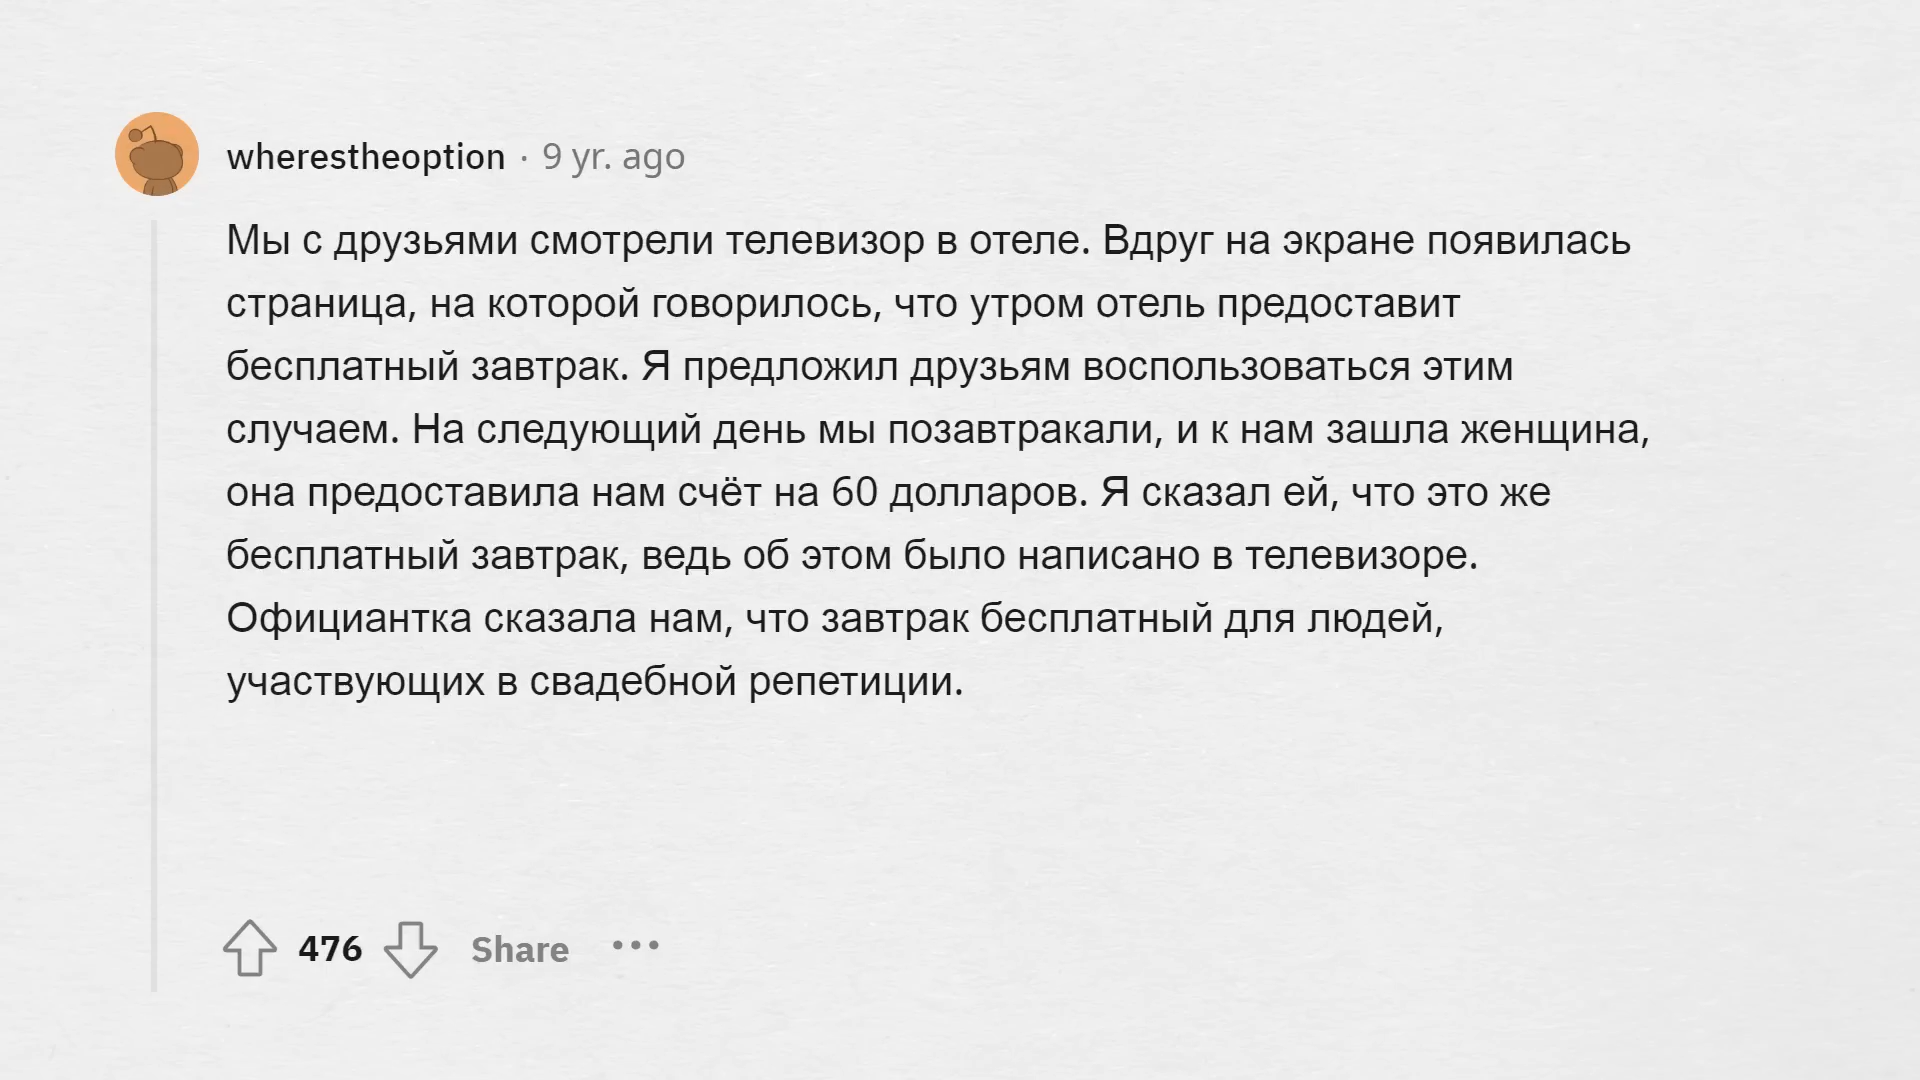 wherestheoption · 9 yr. ago
Мы с друзьями смотрели телевизор в отеле. Вдруг на экране появилась
страница, на которой говорилось, что утром отель предоставит
бесплатный завтрак. Я предложил друзьям воспользоваться этим
случаем. На следующий день мы позавтракали, и к нам зашла женщина,
она предоставила нам счёт на 60 долларов. Я сказал ей, что это же
бесплатный завтрак, ведь об этом было написано в телевизоре.
Официантка сказала нам, что завтрак бесплатный для людей,
участвующих в свадебной репетиции.
476 Share •••